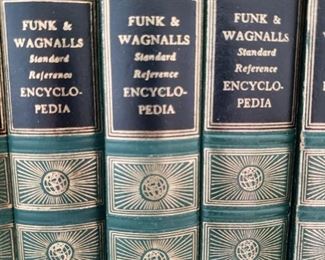 FUNK &
WAGNALLS
Standard
Reference
ENCYCLO-
PEDIA
FUNK &
WAGNALLS
Standard
Reference
ENCYCLO-
PEDIA
FUNK &
WAGNALLS
Standard
Reference
ENCYCLO-
PEDIA